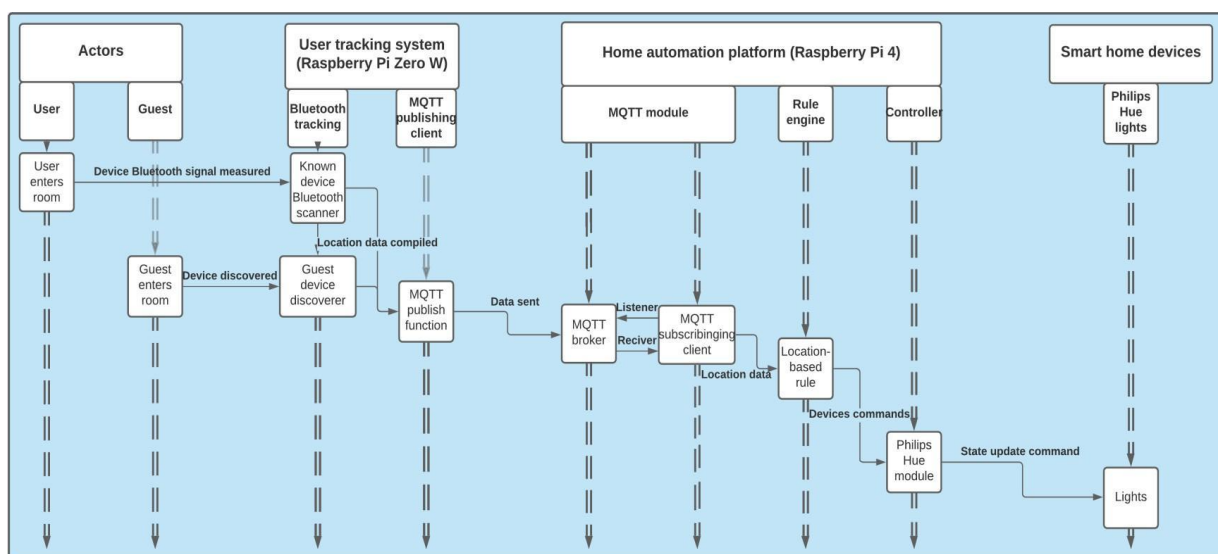 Actors
User tracking system
(Raspberry Pi Zero W)
Home automation platform (Raspberry Pi 4)
Smart home devices
User
Guest
Bluetooth
tracking
MQTT
publishing
client
MQTT module
Rule
engine
Controller
Philips
Hue
lights
User
enters
room
Device Bluetooth signal measured
Known
device
Bluetooth
scanner
Location data compiled
Guest
enters
room
Device discovered
Guest
device
discoverer
MQTT
publish
function
Data sent
MQTT
broker
Listener
Reciver
MQTT
subscribinging
client
Location data
Location-
based
rule
Devices commands
Philips
Hue
module
State update command
Lights